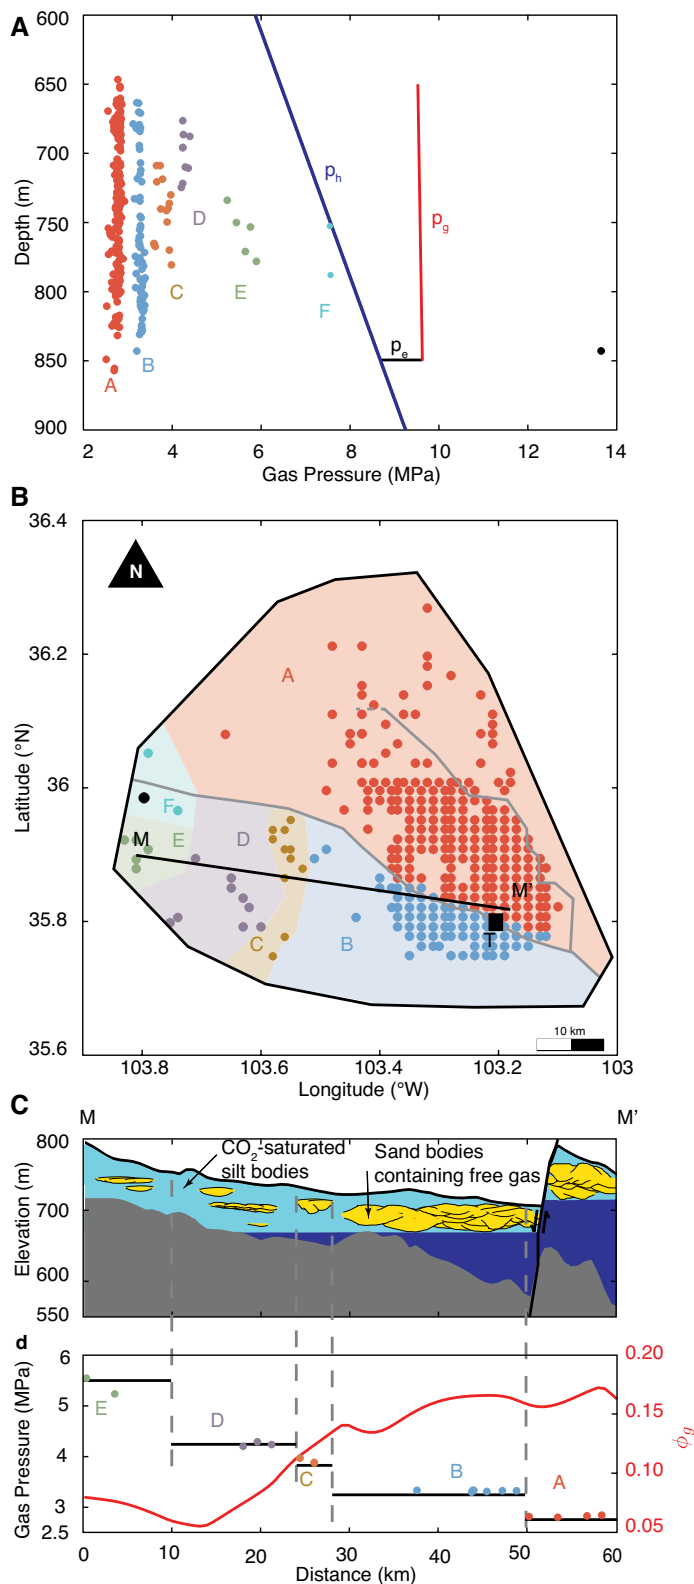 A
600
650
700
750
800
850
900
Depth (m)
p_h
p_g
p_e
A
B
C
D
E
F
2 4 6 8 10 12 14
Gas Pressure (MPa)
B
36.4
36.2
36
35.8
35.6
Latitude (°N)
N
A
F
M
E
D
C
B
M'
T
10 km
103.8 103.6 103.4 103.2 103
Longitude (°W)
C
M
M'
800
700
600
550
Elevation (m)
CO2-saturated
silt bodies
Sand bodies
containing free gas
d
6
5
4
3
2.5
Gas Pressure (MPa)
E
D
C
B
A
0.20
0.15
0.10
0.05
ϕg
0 10 20 30 40 50 60
Distance (km)